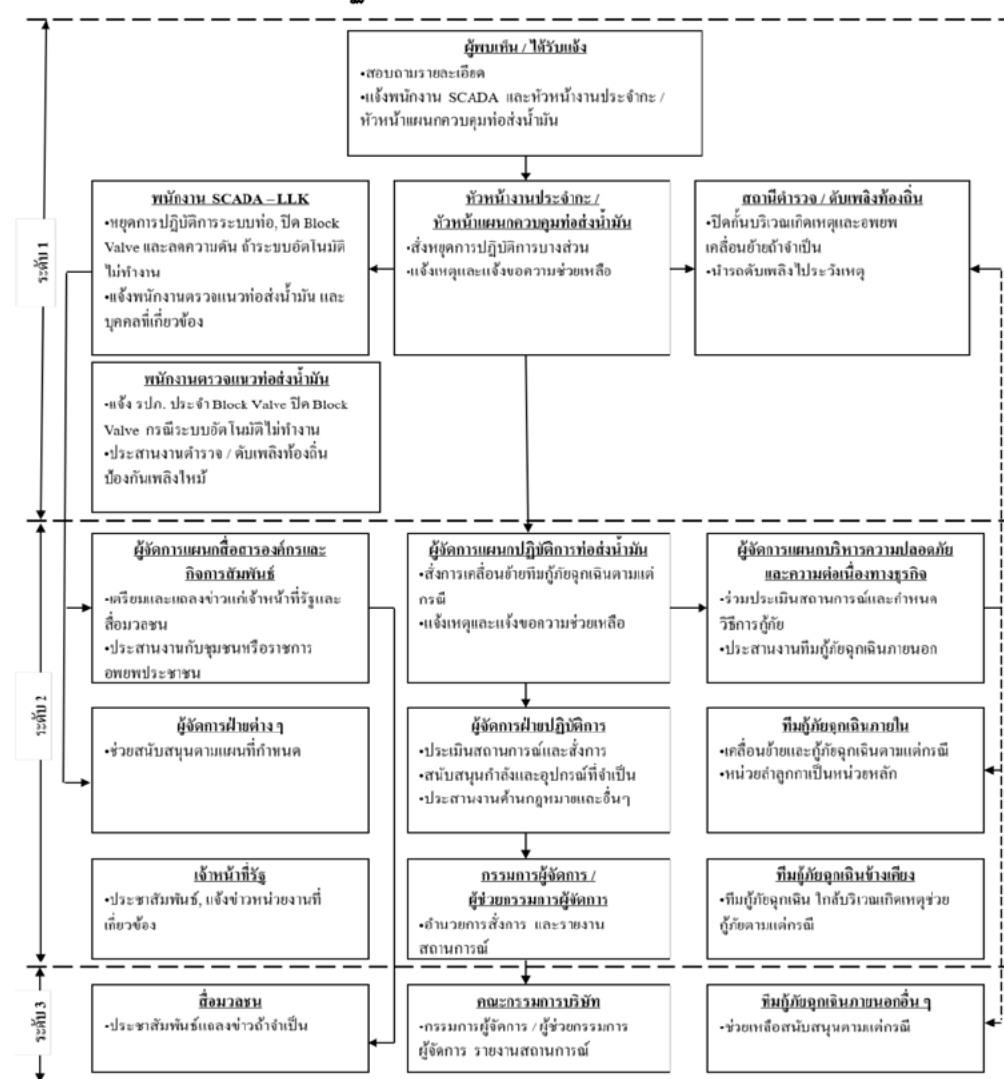 ผู้พบเห็น / ได้รับแจ้ง
•สอบถามรายละเอียด
•แจ้งพนักงาน SCADA และหัวหน้างานประจำกะ /
หัวหน้าแผนกควบคุมท่อส่งน้ำมัน
ระดับ 1
พนักงาน SCADA – LLK
•หยุดการปฏิบัติการระบบท่อ, ปิด Block
Valve และลดความดัน ถ้าระบบอัตโนมัติ
ไม่ทำงาน
•แจ้งพนักงานตรวจแนวท่อส่งน้ำมัน และ
บุคคลที่เกี่ยวข้อง
หัวหน้างานประจำกะ /
หัวหน้าแผนกควบคุมท่อส่งน้ำมัน
•สั่งหยุดการปฏิบัติการบางส่วน
•แจ้งเหตุและแจ้งขอความช่วยเหลือ
สถานีตำรวจ / ดับเพลิงท้องถิ่น
•ปิดกั้นบริเวณเกิดเหตุและอพยพ
เคลื่อนย้ายถ้าจำเป็น
•นำรถดับเพลิงไประวังเหตุ
พนักงานตรวจแนวท่อส่งน้ำมัน
•แจ้ง รปภ. ประจำ Block Valve ปิด Block
Valve กรณีระบบอัตโนมัติไม่ทำงาน
•ประสานงานตำรวจ / ดับเพลิงท้องถิ่น
ป้องกันเพลิงไหม้
ระดับ 2
ผู้จัดการแผนกสื่อสารองค์กรและ
กิจการสัมพันธ์
•เตรียมและแถลงข่าวแก่เจ้าหน้าที่รัฐและ
สื่อมวลชน
•ประสานงานกับชุมชนหรือราชการ
อพยพประชาชน
ผู้จัดการแผนกปฏิบัติการท่อส่งน้ำมัน
•สั่งการเคลื่อนย้ายทีมกู้ภัยฉุกเฉินตามแต่
กรณี
•แจ้งเหตุและแจ้งขอความช่วยเหลือ
ผู้จัดการแผนกบริหารความปลอดภัย
และความต่อเนื่องทางธุรกิจ
•ร่วมประเมินสถานการณ์และกำหนด
วิธีการกู้ภัย
•ประสานงานทีมกู้ภัยฉุกเฉินภายนอก
ผู้จัดการฝ่ายต่าง ๆ
•ช่วยสนับสนุนตามแผนที่กำหนด
ผู้จัดการฝ่ายปฏิบัติการ
•ประเมินสถานการณ์และสั่งการ
•สนับสนุนกำลังและอุปกรณ์ที่จำเป็น
•ประสานงานด้านกฎหมายและอื่นๆ
ทีมกู้ภัยฉุกเฉินภายใน
•เคลื่อนย้ายและกู้ภัยฉุกเฉินตามแต่กรณี
•หน่วยลำลูกกาเป็นหน่วยหลัก
เจ้าหน้าที่รัฐ
•ประชาสัมพันธ์, แจ้งข่าวหน่วยงานที่
เกี่ยวข้อง
กรรมการผู้จัดการ /
ผู้ช่วยกรรมการผู้จัดการ
•อำนวยการสั่งการ และรายงาน
สถานการณ์
ทีมกู้ภัยฉุกเฉินข้างเคียง
•ทีมกู้ภัยฉุกเฉิน ใกล้บริเวณเกิดเหตุช่วย
กู้ภัยตามแต่กรณี
ระดับ 3
สื่อมวลชน
•ประชาสัมพันธ์แถลงข่าวถ้าจำเป็น
คณะกรรมการบริษัท
•กรรมการผู้จัดการ / ผู้ช่วยกรรมการ
ผู้จัดการ รายงานสถานการณ์
ทีมกู้ภัยฉุกเฉินภายนอกอื่น ๆ
•ช่วยเหลือสนับสนุนตามแต่กรณี